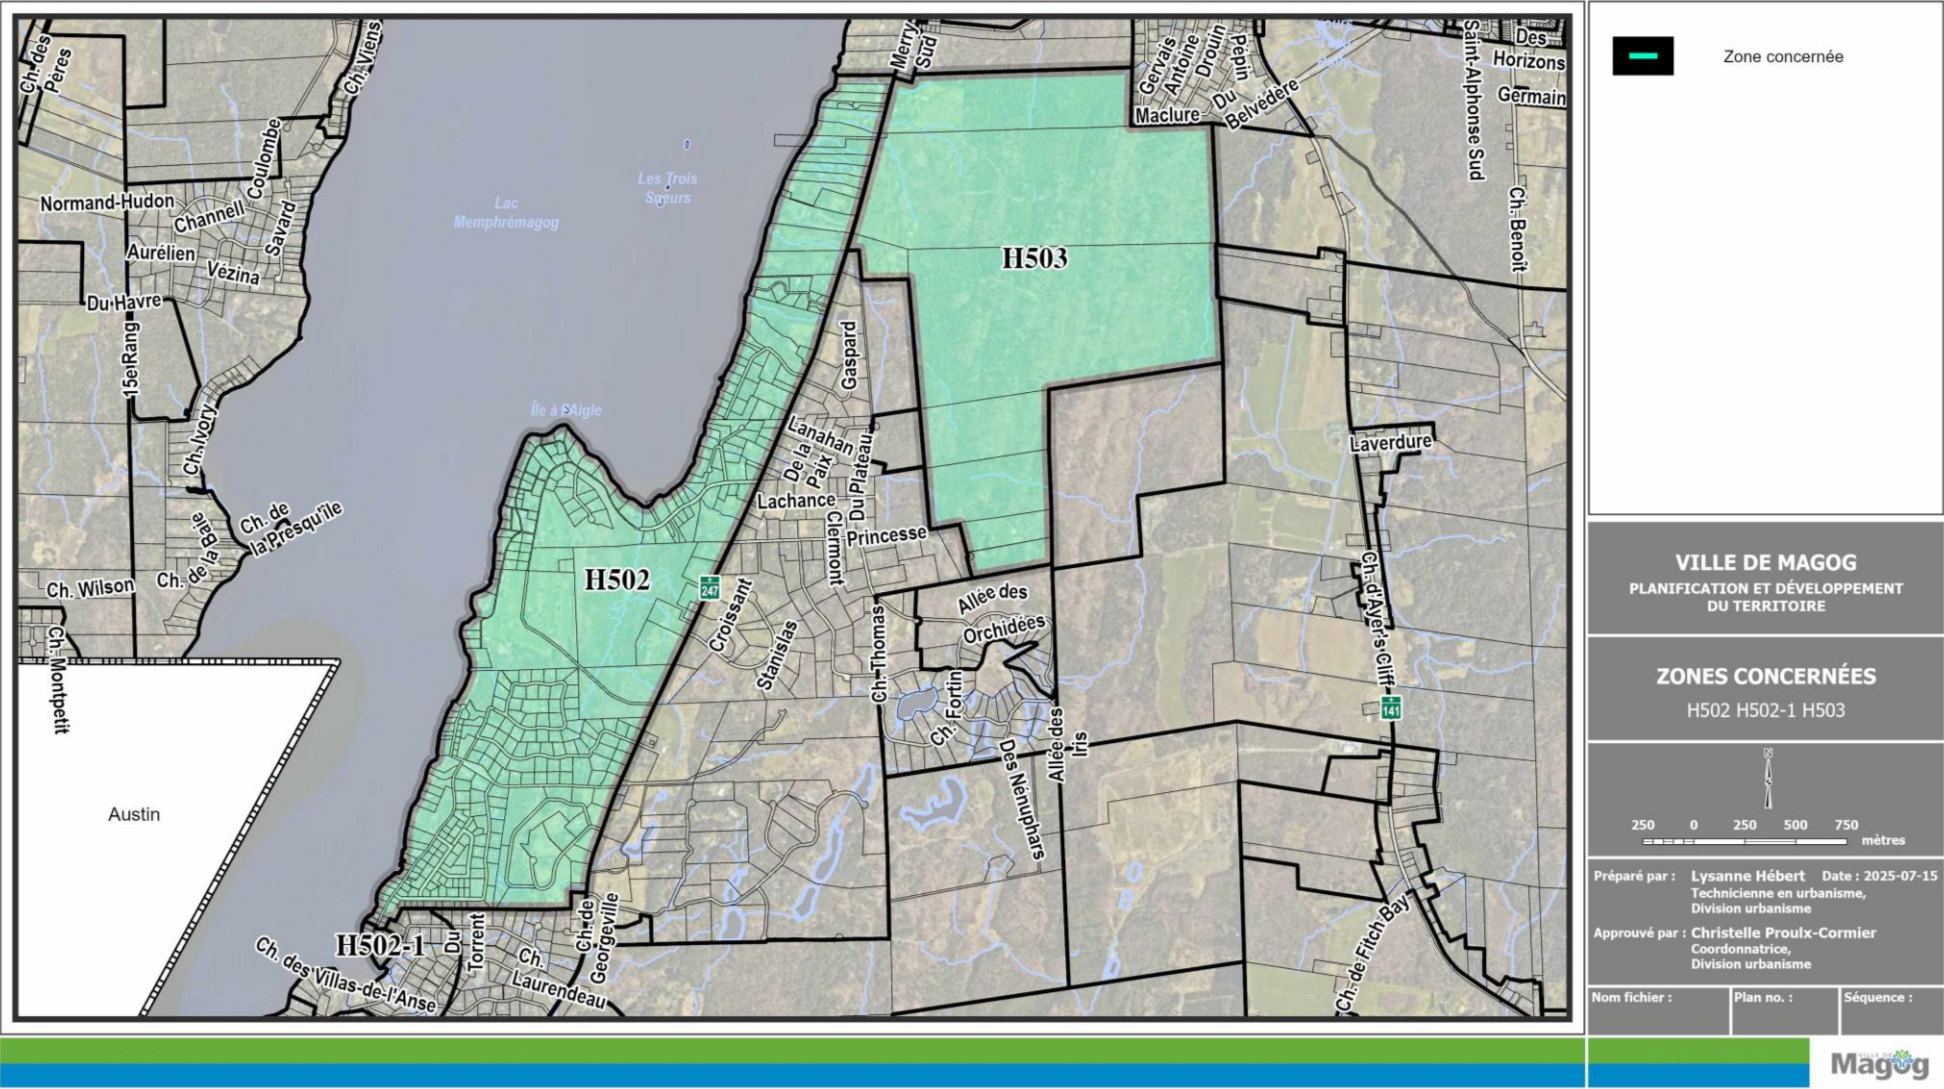 Ch. des
Pères
Ch. Viens
Merry
Sud
Gervais
Antoine
Drouin
Pépin
Du
Belvédère
Maclure
Saint-Alphonse Sud
Des
Horizons
Germain
Ch. Benoît
Coulombe
Normand-Hudon
Channell
Savard
Aurélien
Vézina
Du Havre
15e Rang
Lac
Memphrémagog
Les Trois
Sœurs
H503
Gaspard
Île à l'Aigle
Ch. Ivory
Lanahan
De la
Paix
Du Plateau
Laverdure
Lachance
Clermont
Princesse
Ch. de
la Presqu'île
Ch. de la Baie
Ch. Wilson
H502
247
Croissant
Stanislas
Ch. Thomas
Allée des
Orchidées
Ch. d'Ayer's Cliff
Ch. Montpetit
Ch. Fortin
141
Allée des
Iris
Des Nénuphars
Austin
H502-1
Du
Torrent
Ch. de
Georgeville
Ch. des Villas-de-l'Anse
Ch.
Laurendeau
Ch. de Fitch Bay
Zone concernée
VILLE DE MAGOG
PLANIFICATION ET DÉVELOPPEMENT
DU TERRITOIRE
ZONES CONCERNÉES
H502 H502-1 H503
N
250 0 250 500 750
mètres
Préparé par : Lysanne Hébert Date : 2025-07-15
Technicienne en urbanisme,
Division urbanisme
Approuvé par : Christelle Proulx-Cormier
Coordonnatrice,
Division urbanisme
Nom fichier : Plan no. : Séquence :
VILLE DE
Magog